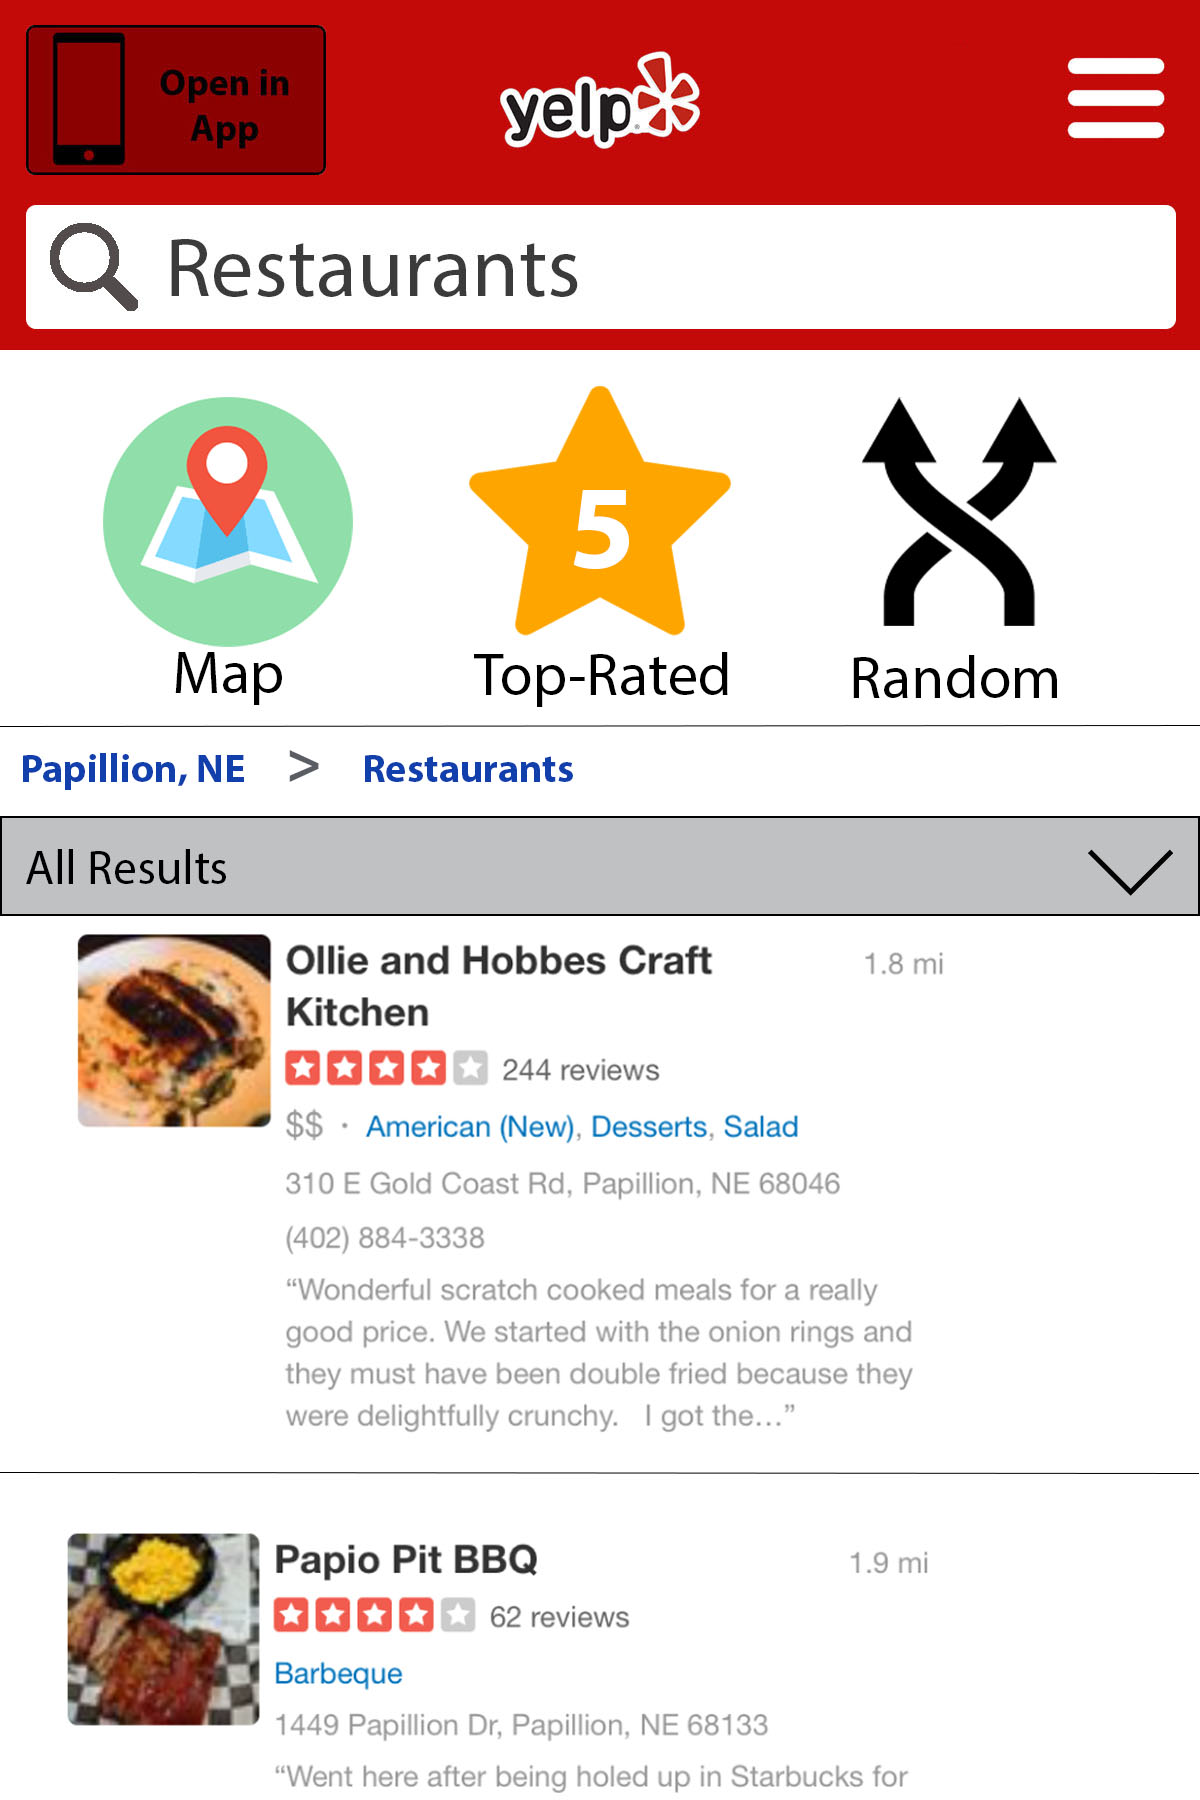 Open in
App
yelp
Restaurants
5
Map
Top-Rated
Random
Papillion, NE > Restaurants
All Results
Ollie and Hobbes Craft
Kitchen
1.8 mi
244 reviews
$$ · American (New), Desserts, Salad
310 E Gold Coast Rd, Papillion, NE 68046
(402) 884-3338
“Wonderful scratch cooked meals for a really
good price. We started with the onion rings and
they must have been double fried because they
were delightfully crunchy. I got the…”
Papio Pit BBQ
1.9 mi
62 reviews
Barbeque
1449 Papillion Dr, Papillion, NE 68133
“Went here after being holed up in Starbucks for